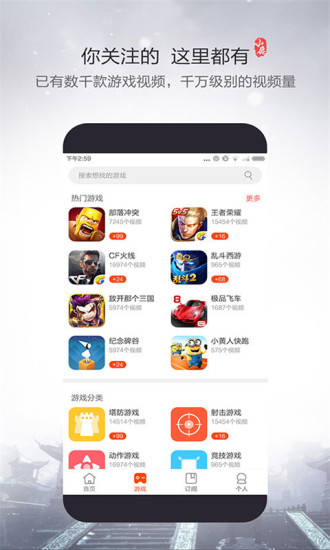 你关注的 这里都有
已有数千款游戏视频，千万级别的视频量
下午2:59
搜索想找的游戏
热门游戏
部落冲突
7245个视频
+99
王者荣耀
15454个视频
+16
CF火线
16974个视频
+24
乱斗西游
965个视频
+68
放开那个三国
16974个视频
极品飞车
9878个视频
纪念碑谷
16974个视频
+24
小黄人快跑
965个视频
游戏分类
塔防游戏
14514个视频
+99
射击游戏
15454个视频
+16
动作游戏
16974个视频
+24
竞技游戏
965个视频
首页
游戏
订阅
个人